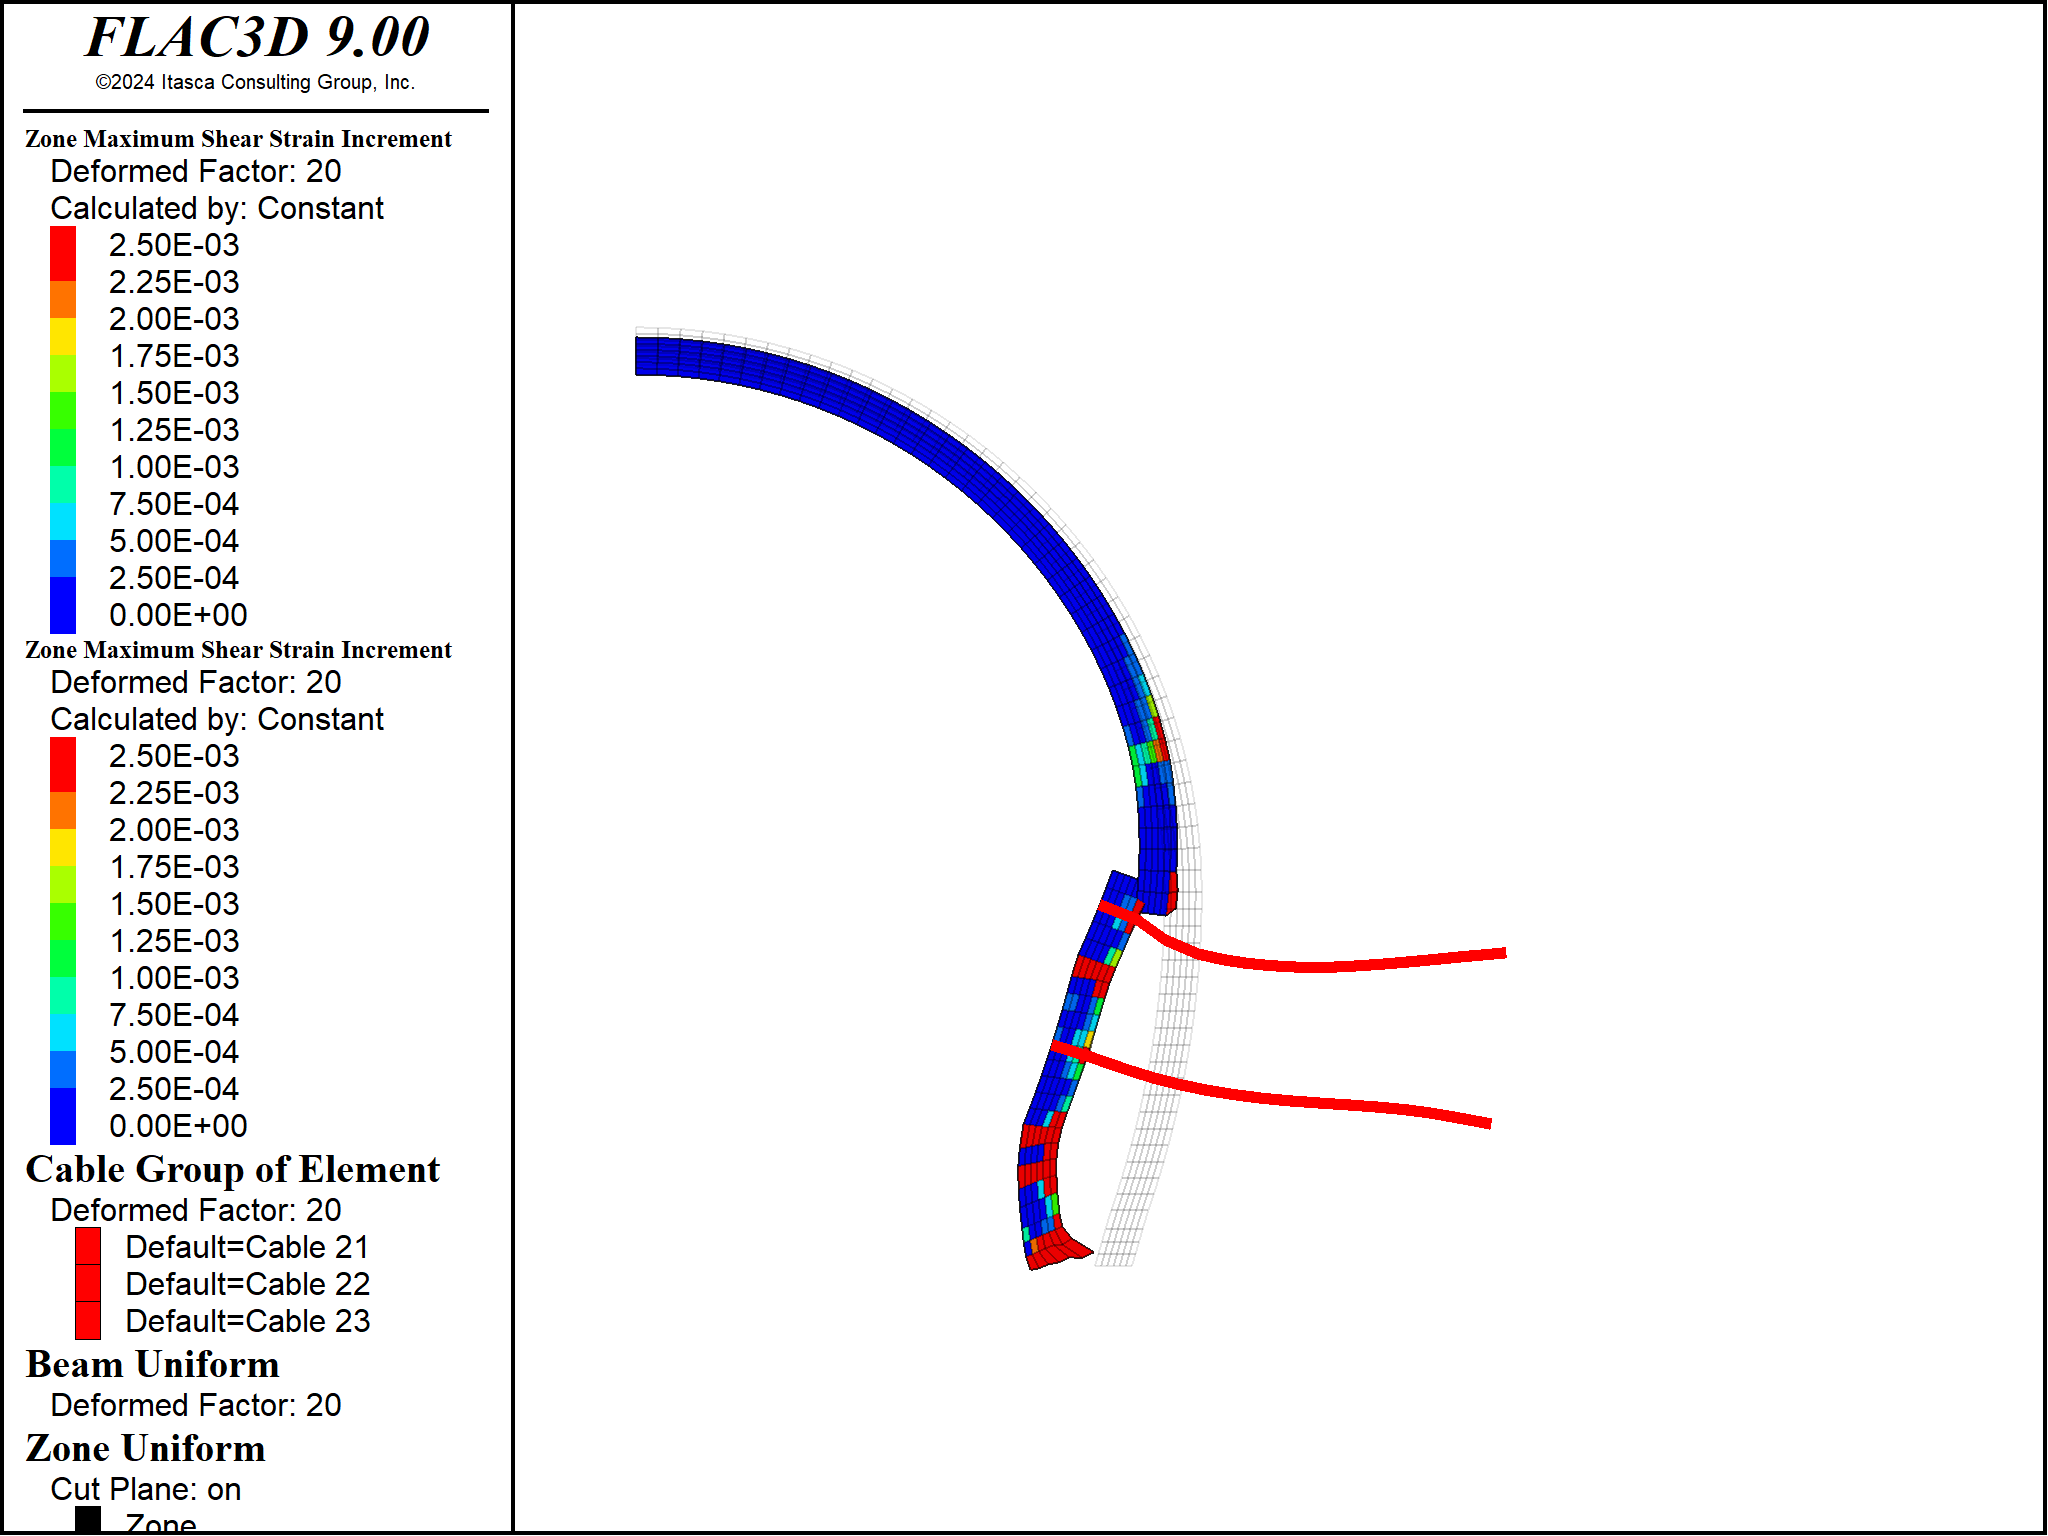 FLAC3D 9.00
©2024 Itasca Consulting Group, Inc.
Zone Maximum Shear Strain Increment
Deformed Factor: 20
Calculated by: Constant
2.50E-03
2.25E-03
2.00E-03
1.75E-03
1.50E-03
1.25E-03
1.00E-03
7.50E-04
5.00E-04
2.50E-04
0.00E+00
Zone Maximum Shear Strain Increment
Deformed Factor: 20
Calculated by: Constant
2.50E-03
2.25E-03
2.00E-03
1.75E-03
1.50E-03
1.25E-03
1.00E-03
7.50E-04
5.00E-04
2.50E-04
0.00E+00
Cable Group of Element
Deformed Factor: 20
Default=Cable 21
Default=Cable 22
Default=Cable 23
Beam Uniform
Deformed Factor: 20
Zone Uniform
Cut Plane: on
Zone